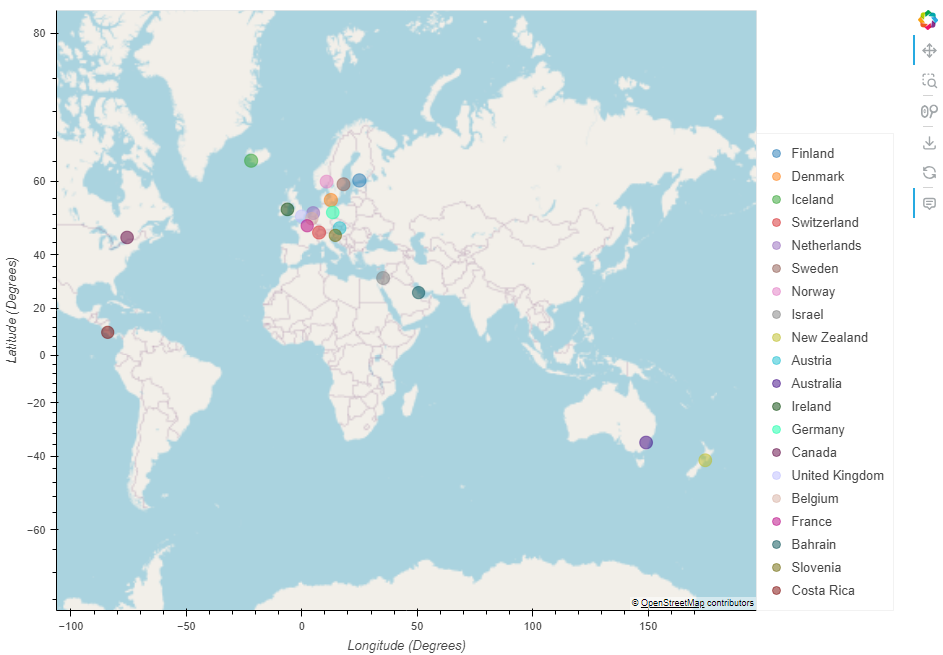 80
60
40
20
0
−20
−40
−60
Latitude (Degrees)
−100
−50
0
50
100
150
Longitude (Degrees)
© OpenStreetMap contributors
Finland
Denmark
Iceland
Switzerland
Netherlands
Sweden
Norway
Israel
New Zealand
Austria
Australia
Ireland
Germany
Canada
United Kingdom
Belgium
France
Bahrain
Slovenia
Costa Rica